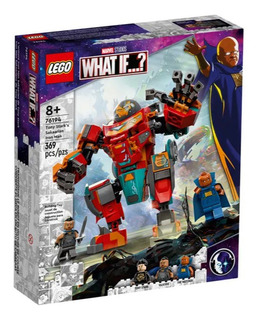 LEGO
MARVEL STUDIOS
WHAT IF...?
8+
76194
Tony Stark's
Sakaarian
Iron Man
369
pcs/pzs